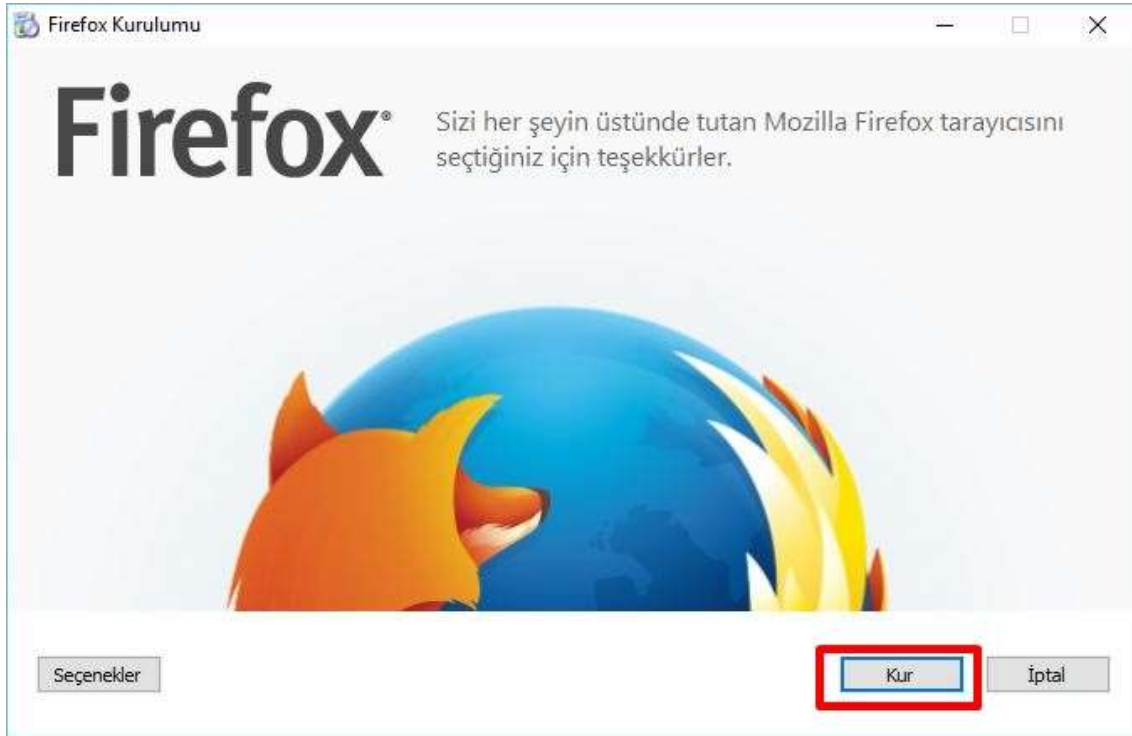 Firefox Kurulumu
Firefox
Sizi her şeyin üstünde tutan Mozilla Firefox tarayıcısını
seçtiğiniz için teşekkürler.
Seçenekler
Kur
İptal